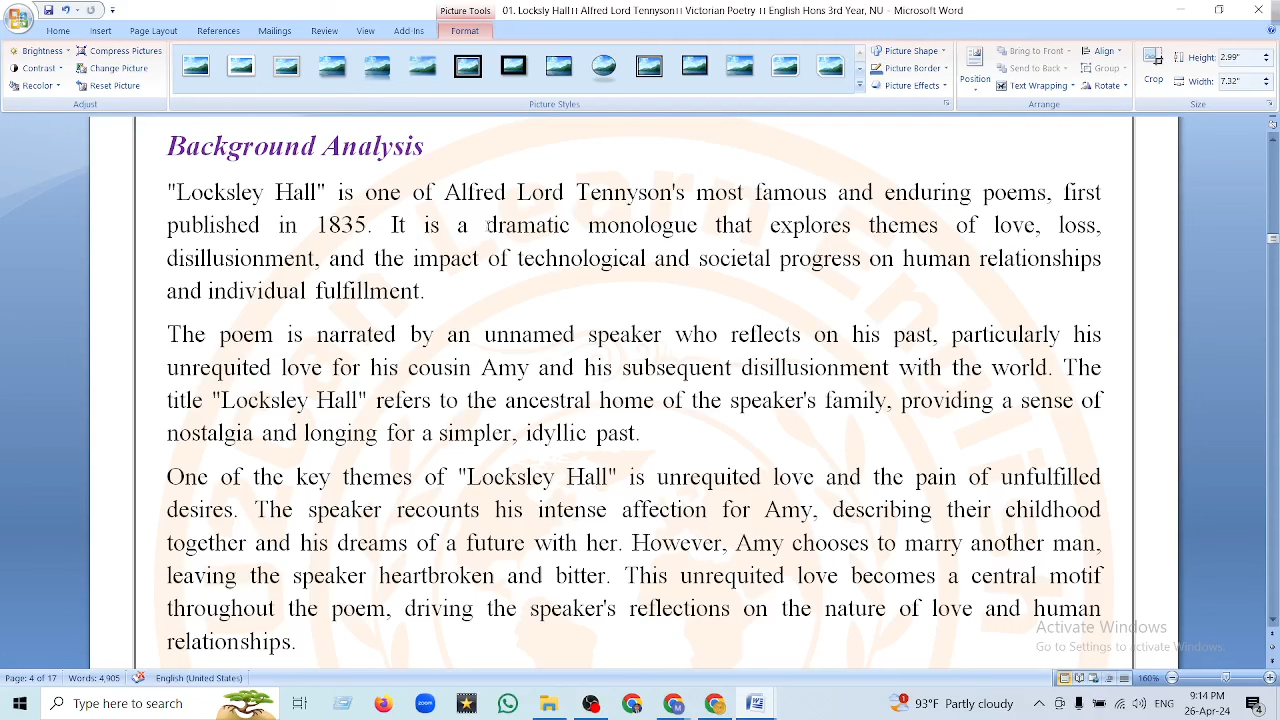 Picture Tools
01. Locksly Hall।। Alfred Lord Tennyson।। Victorian Poetry ।। English Hons 3rd Year, NU - Microsoft Word
Home Insert Page Layout References Mailings Review View Add-Ins Format
Brightness Compress Pictures
Contrast Change Picture
Recolor Reset Picture
Adjust
Picture Styles
Picture Shape
Picture Border
Picture Effects
Position
Bring to Front
Send to Back
Text Wrapping
Align
Group
Rotate
Arrange
Crop
Height: 2.99"
Width: 7.32"
Size
Background Analysis
"Locksley Hall" is one of Alfred Lord Tennyson's most famous and enduring poems, first
published in 1835. It is a dramatic monologue that explores themes of love, loss,
disillusionment, and the impact of technological and societal progress on human relationships
and individual fulfillment.
The poem is narrated by an unnamed speaker who reflects on his past, particularly his
unrequited love for his cousin Amy and his subsequent disillusionment with the world. The
title "Locksley Hall" refers to the ancestral home of the speaker's family, providing a sense of
nostalgia and longing for a simpler, idyllic past.
One of the key themes of "Locksley Hall" is unrequited love and the pain of unfulfilled
desires. The speaker recounts his intense affection for Amy, describing their childhood
together and his dreams of a future with her. However, Amy chooses to marry another man,
leaving the speaker heartbroken and bitter. This unrequited love becomes a central motif
throughout the poem, driving the speaker's reflections on the nature of love and human
relationships.
Activate Windows
Go to Settings to activate Windows.
Page: 4 of 17 Words: 4,905 English (United States) 160%
Type here to search
zoom
93°F Partly cloudy
ENG
9:14 PM
26-Apr-24
4